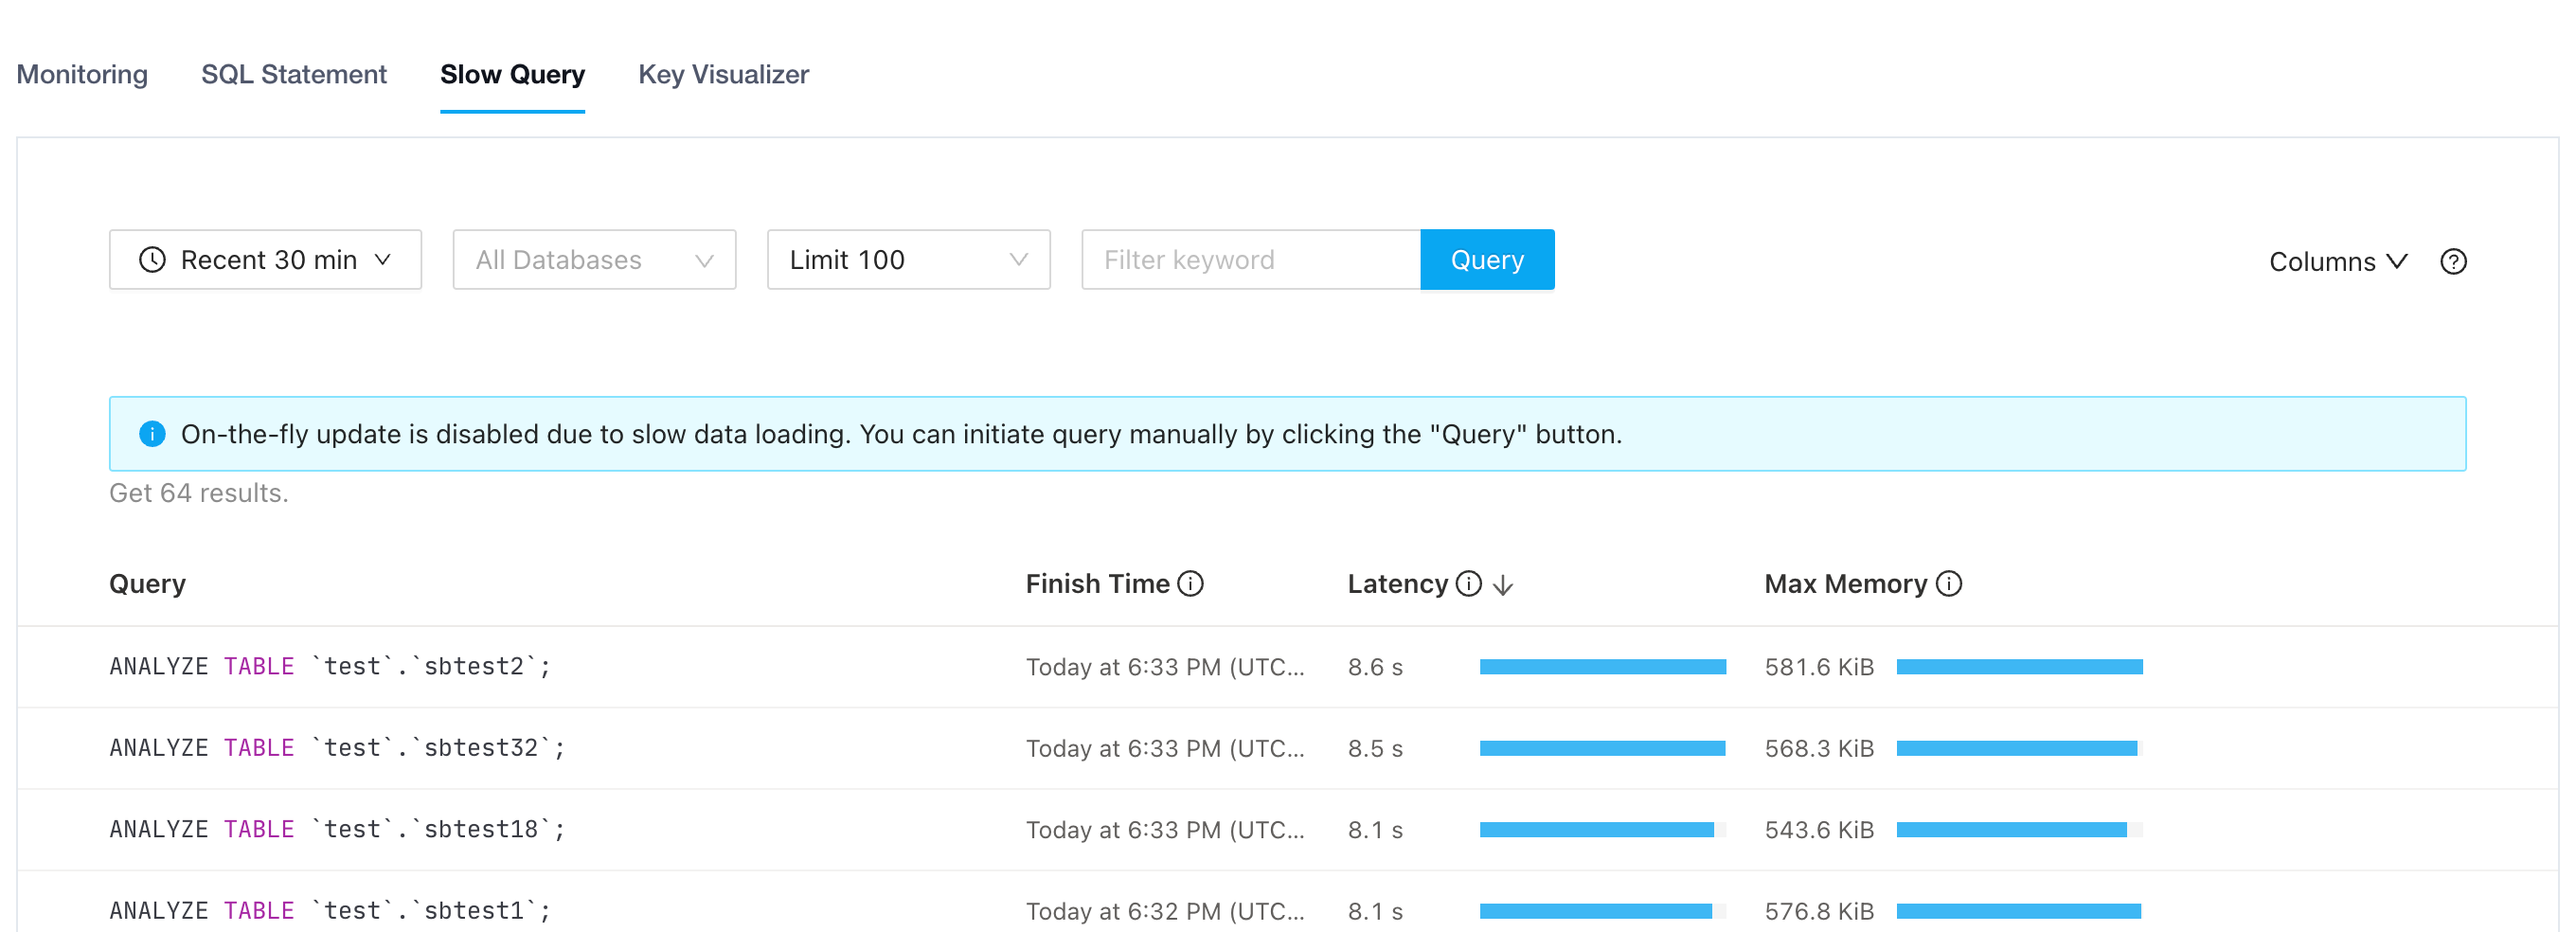 Monitoring SQL Statement Slow Query Key Visualizer
Recent 30 min All Databases Limit 100 Filter keyword Query Columns
On-the-fly update is disabled due to slow data loading. You can initiate query manually by clicking the "Query" button.
Get 64 results.
Query Finish Time Latency Max Memory
ANALYZE TABLE `test`.`sbtest2`; Today at 6:33 PM (UTC... 8.6 s 581.6 KiB
ANALYZE TABLE `test`.`sbtest32`; Today at 6:33 PM (UTC... 8.5 s 568.3 KiB
ANALYZE TABLE `test`.`sbtest18`; Today at 6:33 PM (UTC... 8.1 s 543.6 KiB
ANALYZE TABLE `test`.`sbtest1`; Today at 6:32 PM (UTC... 8.1 s 576.8 KiB